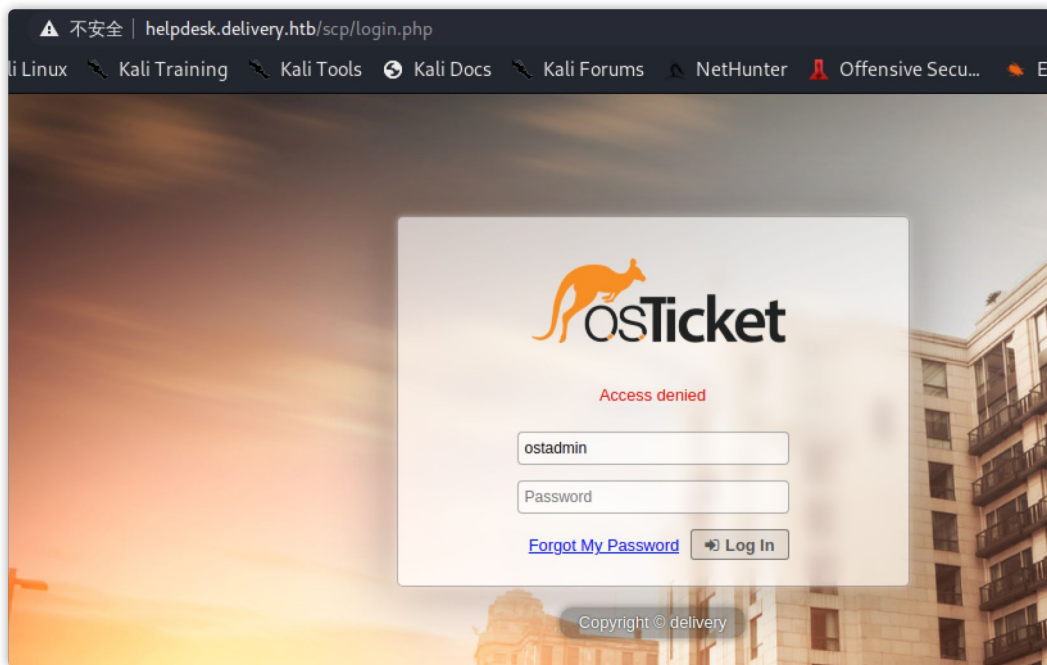 不安全 helpdesk.delivery.htb/scp/login.php
li Linux Kali Training Kali Tools Kali Docs Kali Forums NetHunter Offensive Secu... E
osTicket
Access denied
ostadmin
Password
Forgot My Password Log In
Copyright © delivery